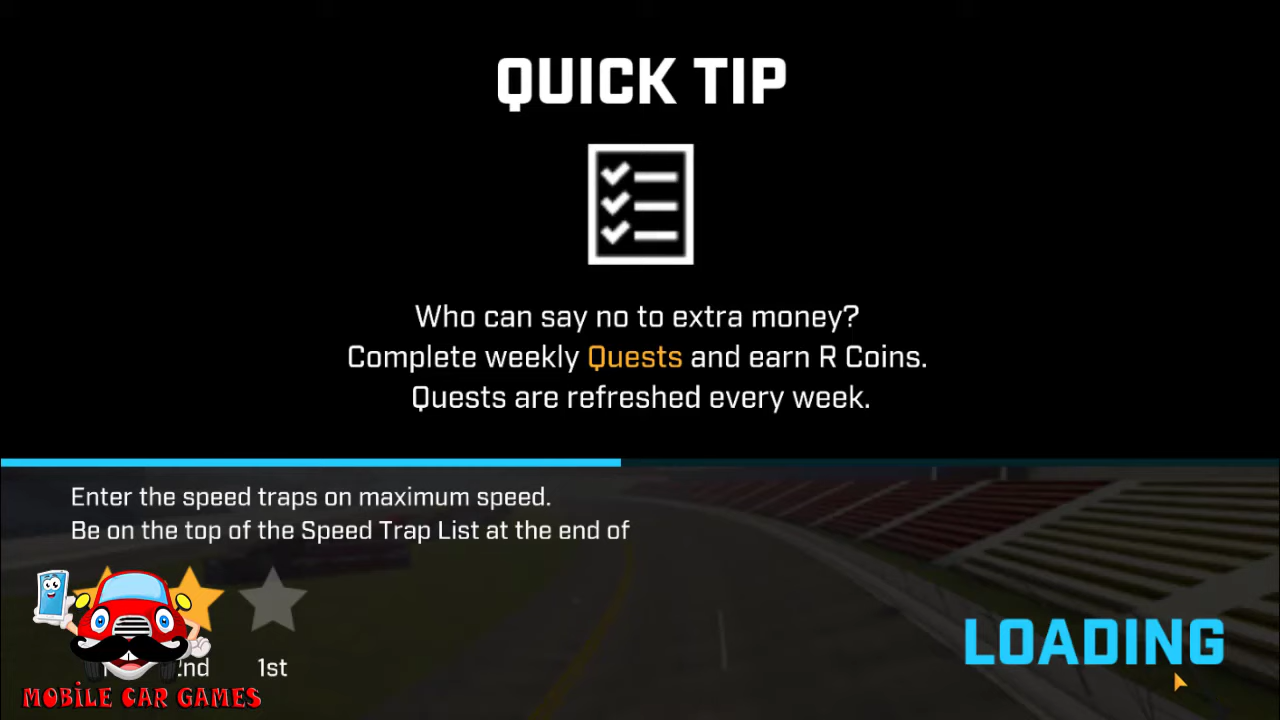 QUICK TIP
Who can say no to extra money?
Complete weekly Quests and earn R Coins.
Quests are refreshed every week.
Enter the speed traps on maximum speed.
Be on the top of the Speed Trap List at the end of
1st
LOADING
MOBILE CAR GAMES